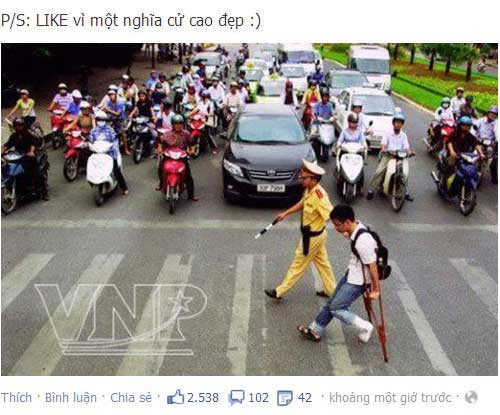 P/S: LIKE vì một nghĩa cử cao đẹp :)
VNP
Thích · Bình luận · Chia sẻ · 2.538 102 42 · khoảng một giờ trước ·